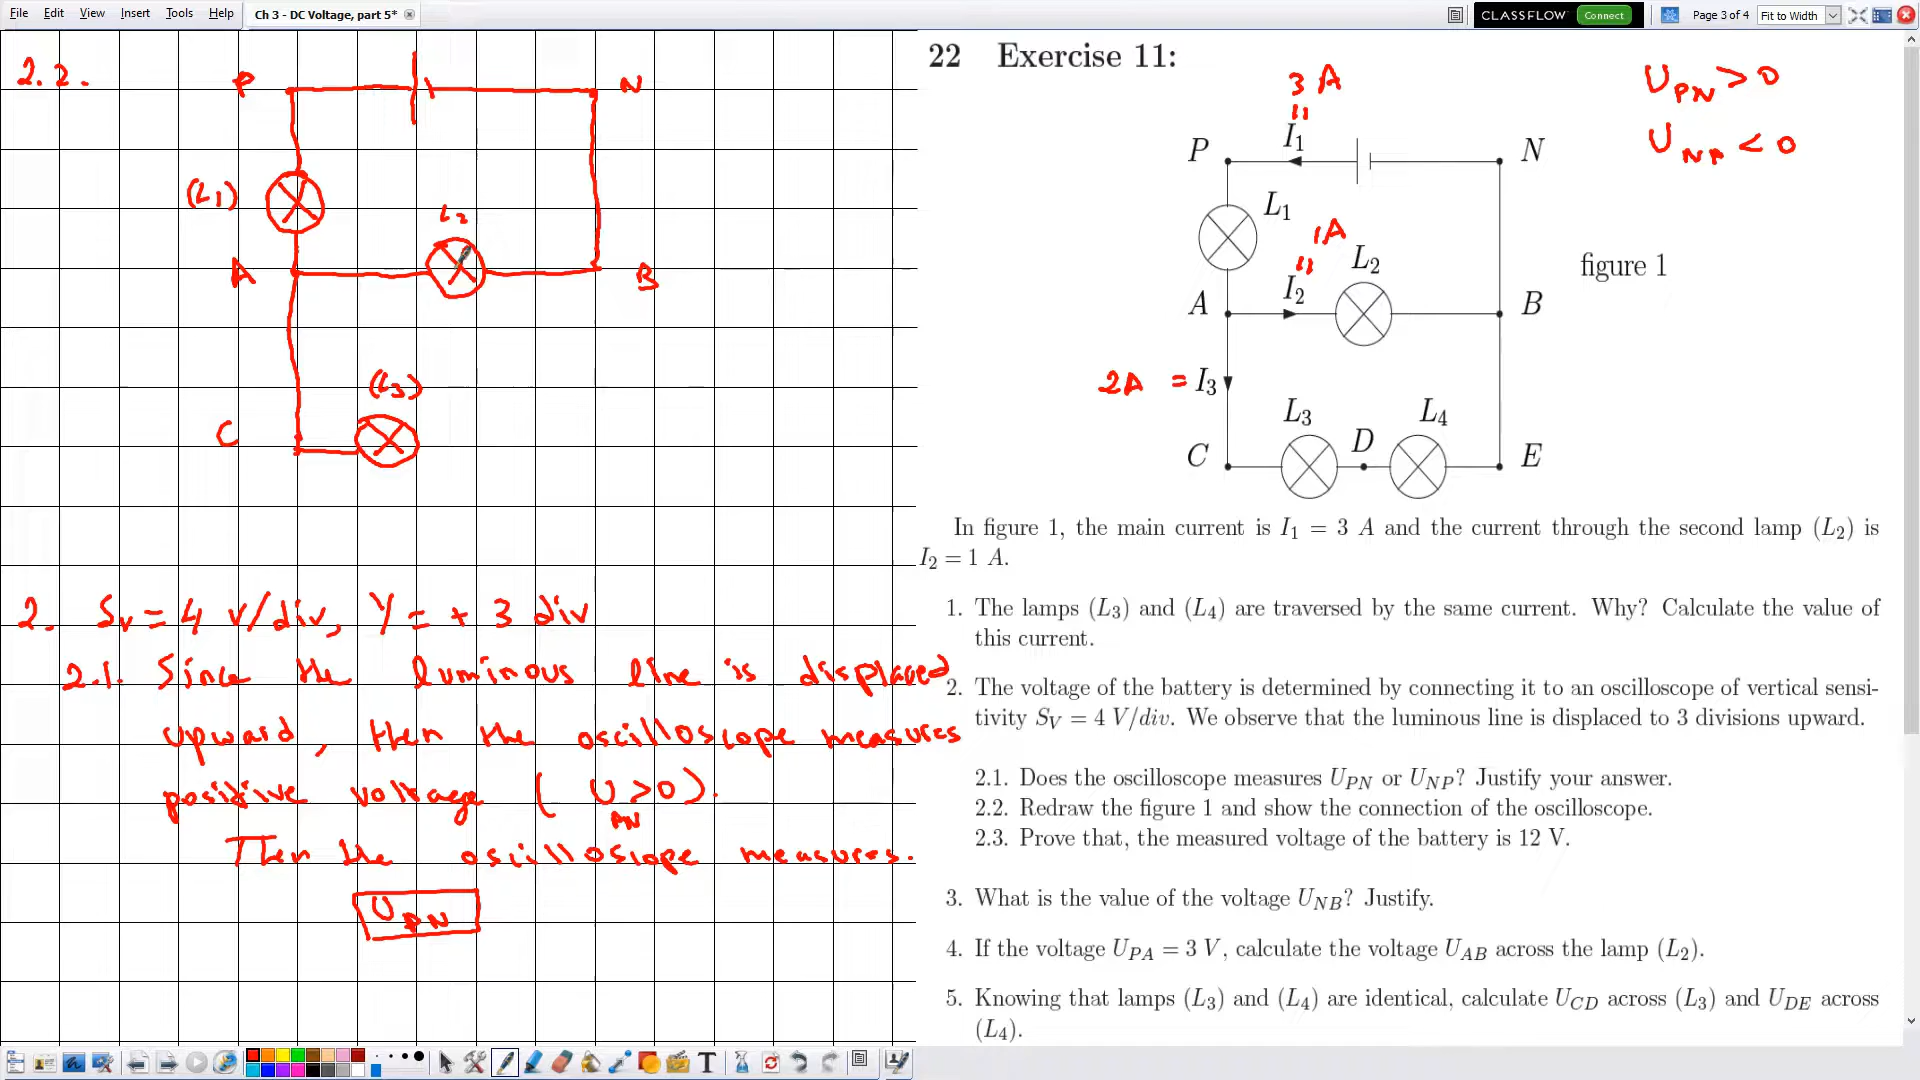 File Edit View Insert Tools Help Ch 3 - DC Voltage, part 5* CLASSFLOW Connect Page 3 of 4 Fit to Width
2.2.
P N
(L1)
L2
A B
(L3)
C
2. Sv = 4 V/div, Y = + 3 div
2.1. Since the luminous line is displaced
upward, then the oscilloscope measures
positive voltage ( U PN > 0).
Then the oscilloslope measures.
U PN
22 Exercise 11:
3 A
U PN > 0
U NP < 0
P I1 N
L1
1A
I2 L2
A B
figure 1
2A = I3
L3 L4
C D E
In figure 1, the main current is I1 = 3 A and the current through the second lamp (L2) is
I2 = 1 A.
1. The lamps (L3) and (L4) are traversed by the same current. Why? Calculate the value of
this current.
2. The voltage of the battery is determined by connecting it to an oscilloscope of vertical sensi-
tivity SV = 4 V/div. We observe that the luminous line is displaced to 3 divisions upward.
2.1. Does the oscilloscope measures UPN or UNP? Justify your answer.
2.2. Redraw the figure 1 and show the connection of the oscilloscope.
2.3. Prove that, the measured voltage of the battery is 12 V.
3. What is the value of the voltage UNB? Justify.
4. If the voltage UPA = 3 V, calculate the voltage UAB across the lamp (L2).
5. Knowing that lamps (L3) and (L4) are identical, calculate UCD across (L3) and UDE across
(L4).